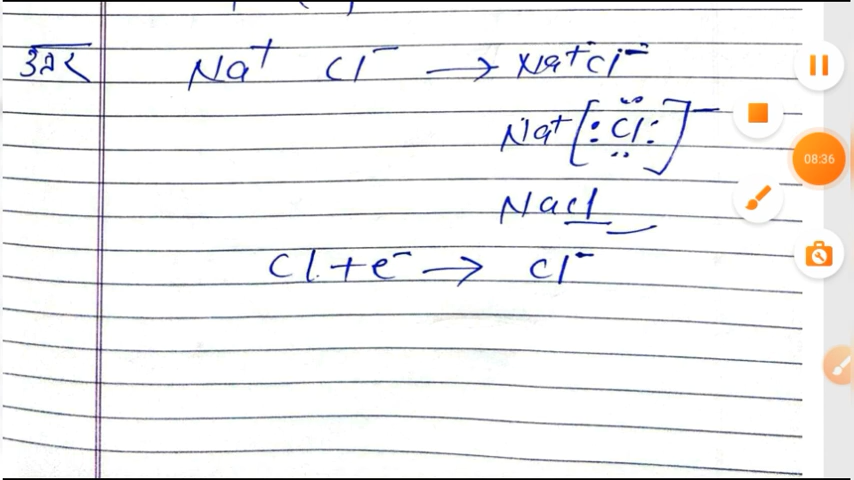 उत्तर Na⁺ Cl⁻ → Na⁺Cl⁻
Na⁺[:Cl:]⁻
NaCl
Cl + e⁻ → Cl⁻
08:36